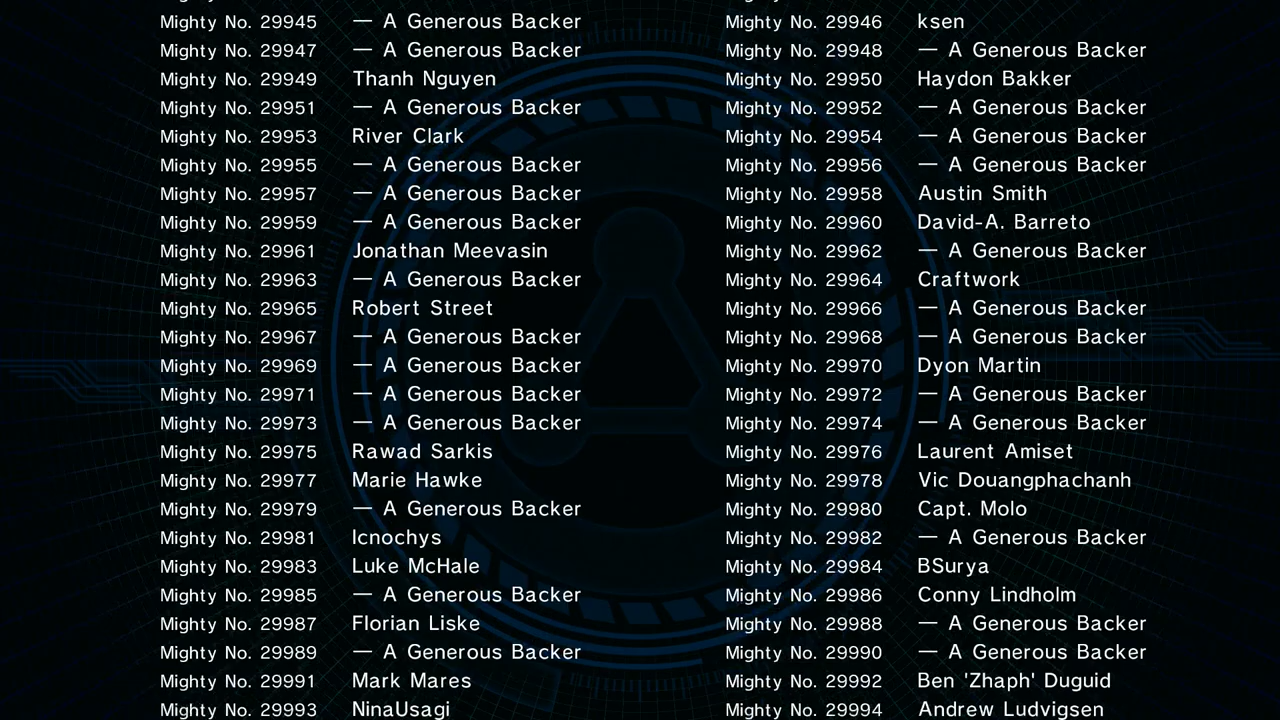 Mighty No. 29945 — A Generous Backer Mighty No. 29946 ksen
Mighty No. 29947 — A Generous Backer Mighty No. 29948 — A Generous Backer
Mighty No. 29949 Thanh Nguyen Mighty No. 29950 Haydon Bakker
Mighty No. 29951 — A Generous Backer Mighty No. 29952 — A Generous Backer
Mighty No. 29953 River Clark Mighty No. 29954 — A Generous Backer
Mighty No. 29955 — A Generous Backer Mighty No. 29956 — A Generous Backer
Mighty No. 29957 — A Generous Backer Mighty No. 29958 Austin Smith
Mighty No. 29959 — A Generous Backer Mighty No. 29960 David-A. Barreto
Mighty No. 29961 Jonathan Meevasin Mighty No. 29962 — A Generous Backer
Mighty No. 29963 — A Generous Backer Mighty No. 29964 Craftwork
Mighty No. 29965 Robert Street Mighty No. 29966 — A Generous Backer
Mighty No. 29967 — A Generous Backer Mighty No. 29968 — A Generous Backer
Mighty No. 29969 — A Generous Backer Mighty No. 29970 Dyon Martin
Mighty No. 29971 — A Generous Backer Mighty No. 29972 — A Generous Backer
Mighty No. 29973 — A Generous Backer Mighty No. 29974 — A Generous Backer
Mighty No. 29975 Rawad Sarkis Mighty No. 29976 Laurent Amiset
Mighty No. 29977 Marie Hawke Mighty No. 29978 Vic Douangphachanh
Mighty No. 29979 — A Generous Backer Mighty No. 29980 Capt. Molo
Mighty No. 29981 Icnochys Mighty No. 29982 — A Generous Backer
Mighty No. 29983 Luke McHale Mighty No. 29984 BSurya
Mighty No. 29985 — A Generous Backer Mighty No. 29986 Conny Lindholm
Mighty No. 29987 Florian Liske Mighty No. 29988 — A Generous Backer
Mighty No. 29989 — A Generous Backer Mighty No. 29990 — A Generous Backer
Mighty No. 29991 Mark Mares Mighty No. 29992 Ben 'Zhaph' Duguid
Mighty No. 29993 NinaUsagi Mighty No. 29994 Andrew Ludvigsen